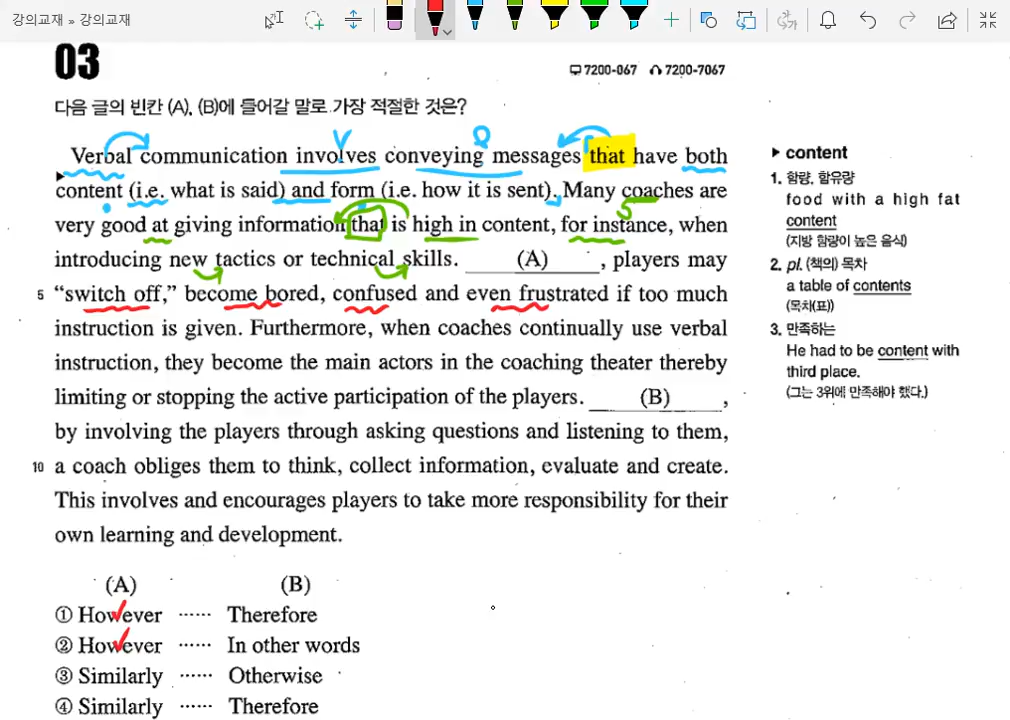 강의교재 » 강의교재
03
7200-067 7200-7067
다음 글의 빈칸 (A), (B)에 들어갈 말로 가장 적절한 것은?
Verbal communication involves conveying messages that have both
content (i.e. what is said) and form (i.e. how it is sent). Many coaches are
very good at giving information that is high in content, for instance, when
introducing new tactics or technical skills. ___(A)___, players may
5 “switch off,” become bored, confused and even frustrated if too much
instruction is given. Furthermore, when coaches continually use verbal
instruction, they become the main actors in the coaching theater thereby
limiting or stopping the active participation of the players. ___(B)___,
by involving the players through asking questions and listening to them,
10 a coach obliges them to think, collect information, evaluate and create.
This involves and encourages players to take more responsibility for their
own learning and development.
(A) (B)
① However ⋯⋯ Therefore
② However ⋯⋯ In other words
③ Similarly ⋯⋯ Otherwise
④ Similarly ⋯⋯ Therefore
▶ content
1. 함량, 함유량
food with a high fat
content
(지방 함량이 높은 음식)
2. pl. (책의) 목차
a table of contents
(목차(표))
3. 만족하는
He had to be content with
third place.
(그는 3위에 만족해야 했다.)